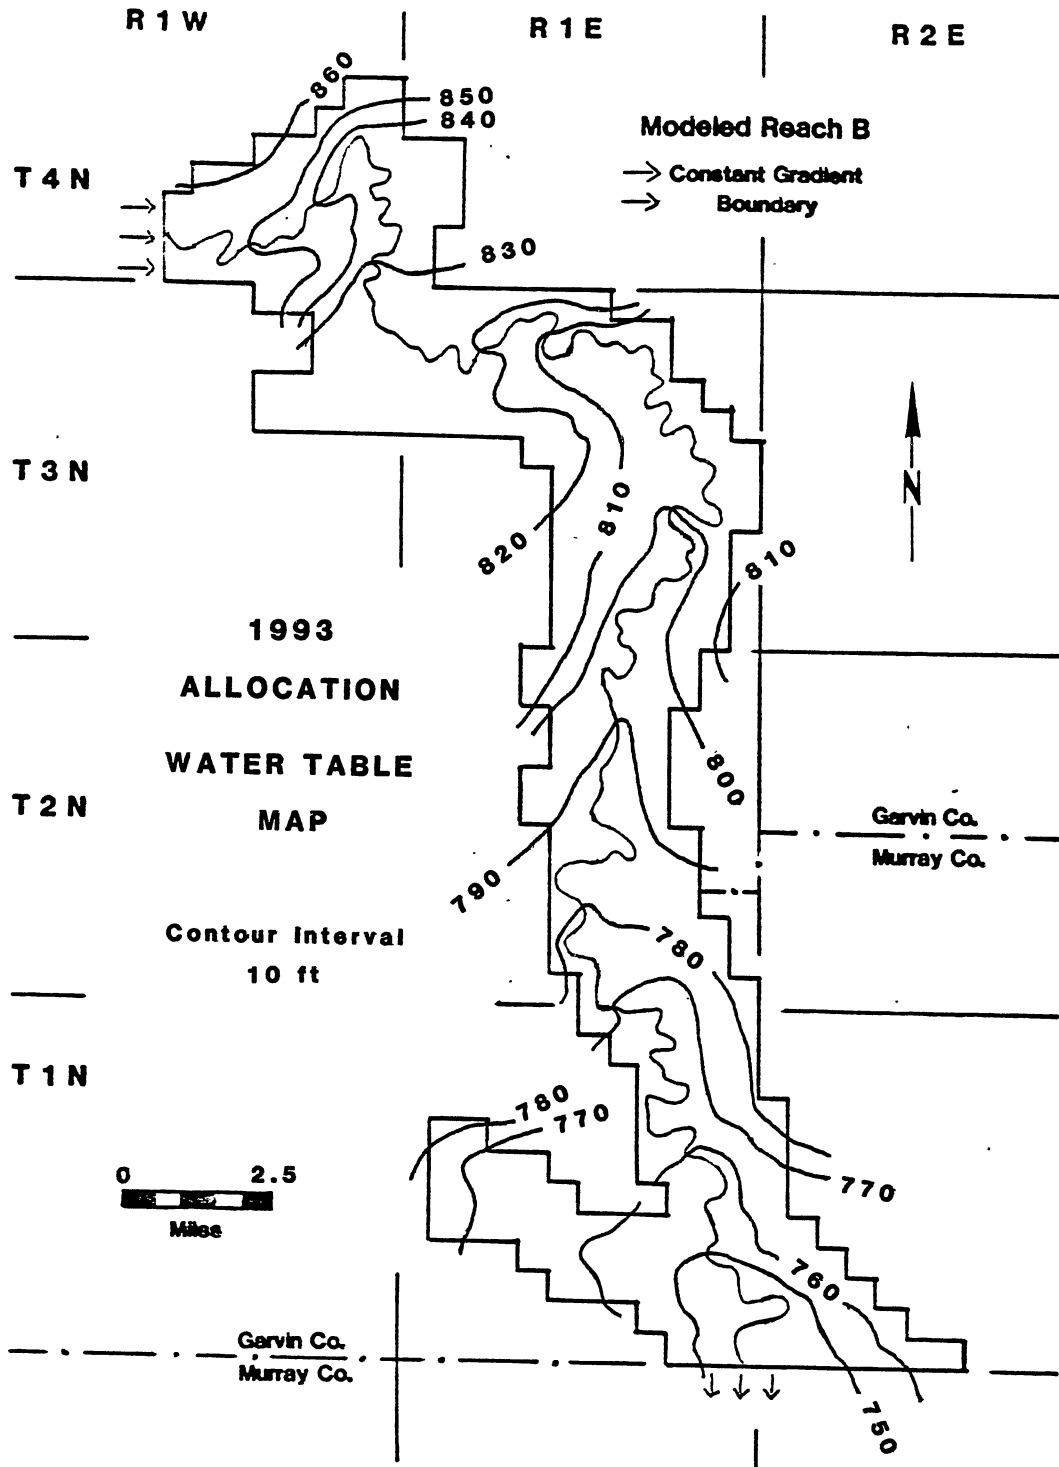 R1W
R1E
R2E
860
850
840
Modeled Reach B
Constant Gradient
Boundary
T4N
830
T3N
N
810
820
810
1993
ALLOCATION
WATER TABLE
MAP
800
T2N
Garvin Co.
Murray Co.
790
Contour Interval
10 ft
780
T1N
780
770
0 2.5
Miles
770
760
Garvin Co.
Murray Co.
750